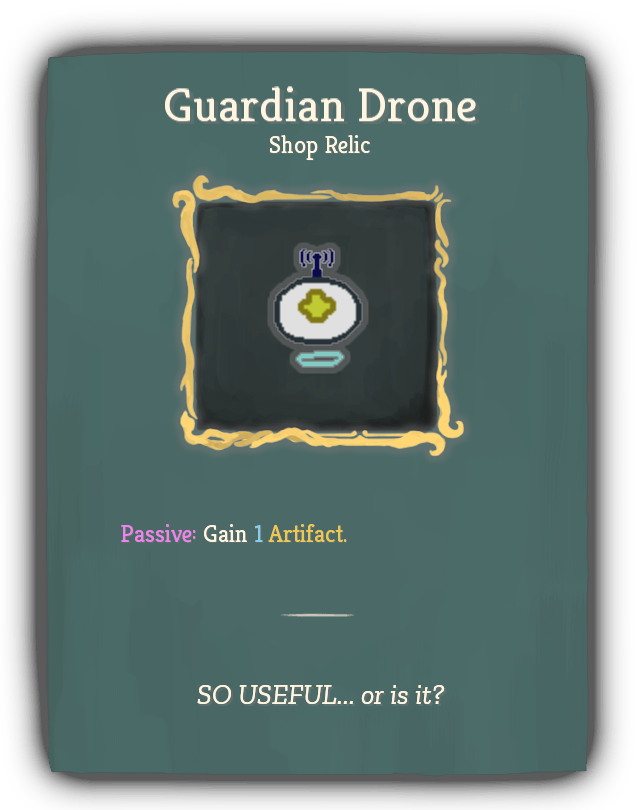 Guardian Drone
Shop Relic
Passive: Gain 1 Artifact.
SO USEFUL... or is it?